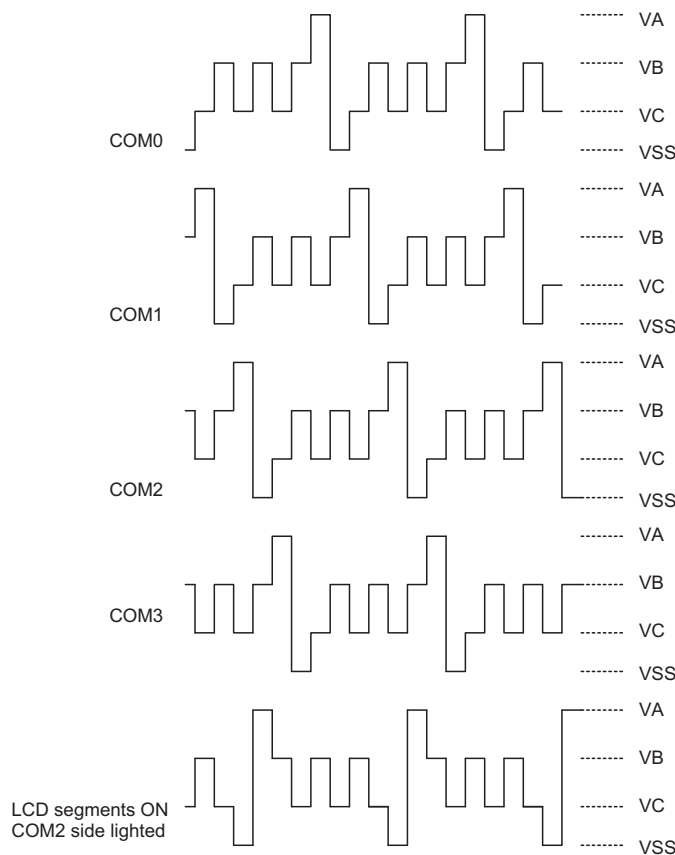 VA
VB
VC
COM0
VSS
VA
VB
VC
COM1
VSS
VA
VB
VC
COM2
VSS
VA
VB
COM3
VC
VSS
VA
VB
VC
LCD segments ON
COM2 side lighted
VSS